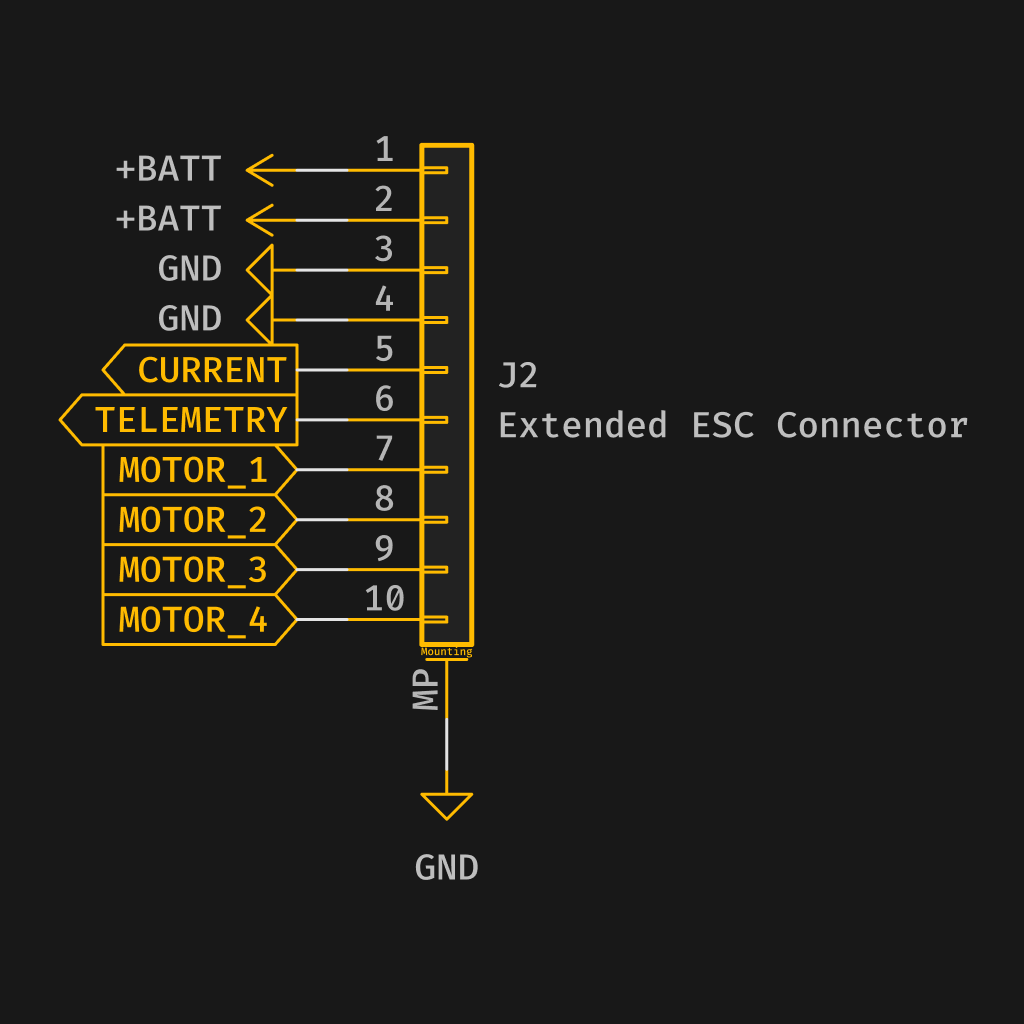 +BATT 1
+BATT 2
GND 3
GND 4
CURRENT 5
TELEMETRY 6
MOTOR_1 7
MOTOR_2 8
MOTOR_3 9
MOTOR_4 10
J2
Extended ESC Connector
Mounting
MP
GND